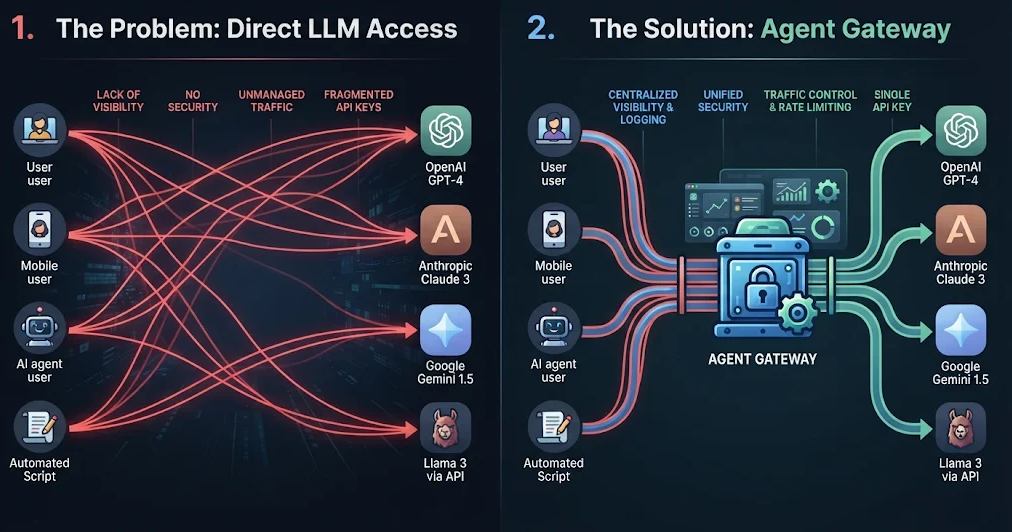 1. The Problem: Direct LLM Access
LACK OF
VISIBILITY
NO
SECURITY
UNMANAGED
TRAFFIC
FRAGMENTED
API KEYS
User
user
Mobile
user
AI agent
user
Automated
Script
OpenAI
GPT-4
Anthropic
Claude 3
Google
Gemini 1.5
Llama 3
via API
2. The Solution: Agent Gateway
CENTRALIZED
VISIBILITY &
LOGGING
UNIFIED
SECURITY
TRAFFIC CONTROL
& RATE LIMITING
SINGLE
API KEY
User
user
Mobile
user
AI agent
user
Automated
Script
AGENT GATEWAY
OpenAI
GPT-4
Anthropic
Claude 3
Google
Gemini 1.5
Llama 3
via API